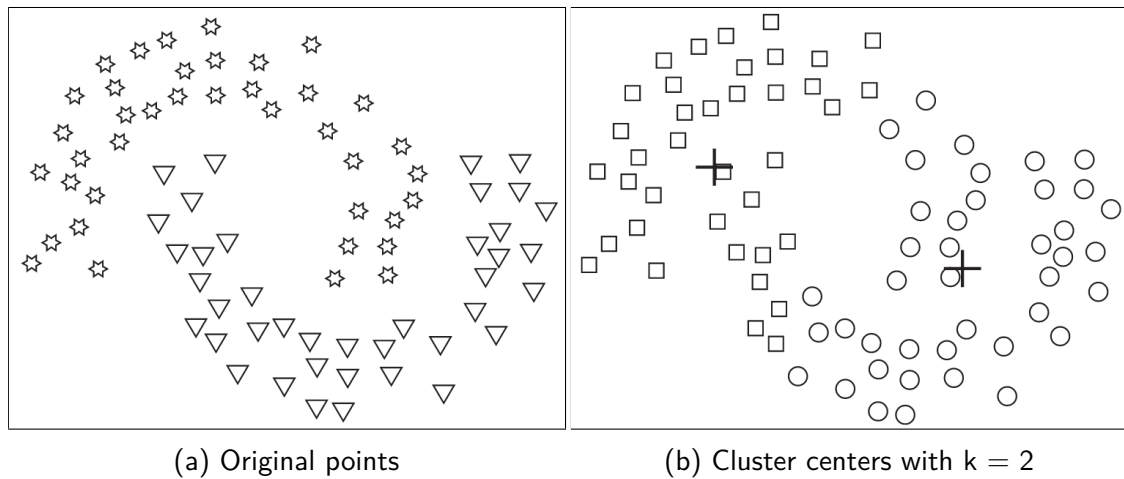 (a) Original points
(b) Cluster centers with k = 2